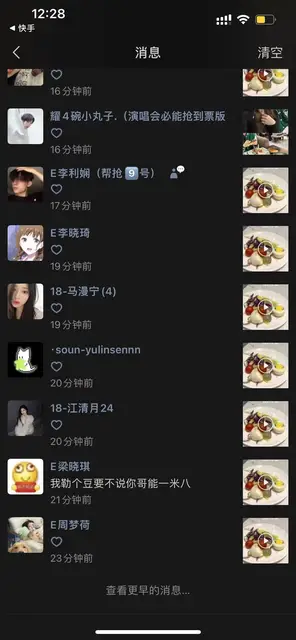 12:28
快手
消息
清空
16分钟前
耀4碗小丸子.（演唱会必能抢到票版
16分钟前
E李利娴（帮抢9️⃣号）
17分钟前
E李晓琦
19分钟前
18-马漫宁(4)
19分钟前
·soun-yulinsennn
20分钟前
18-江清月24
20分钟前
E梁晓琪
我勒个豆要不说你哥能一米八
21分钟前
E周梦荷
23分钟前
查看更早的消息...